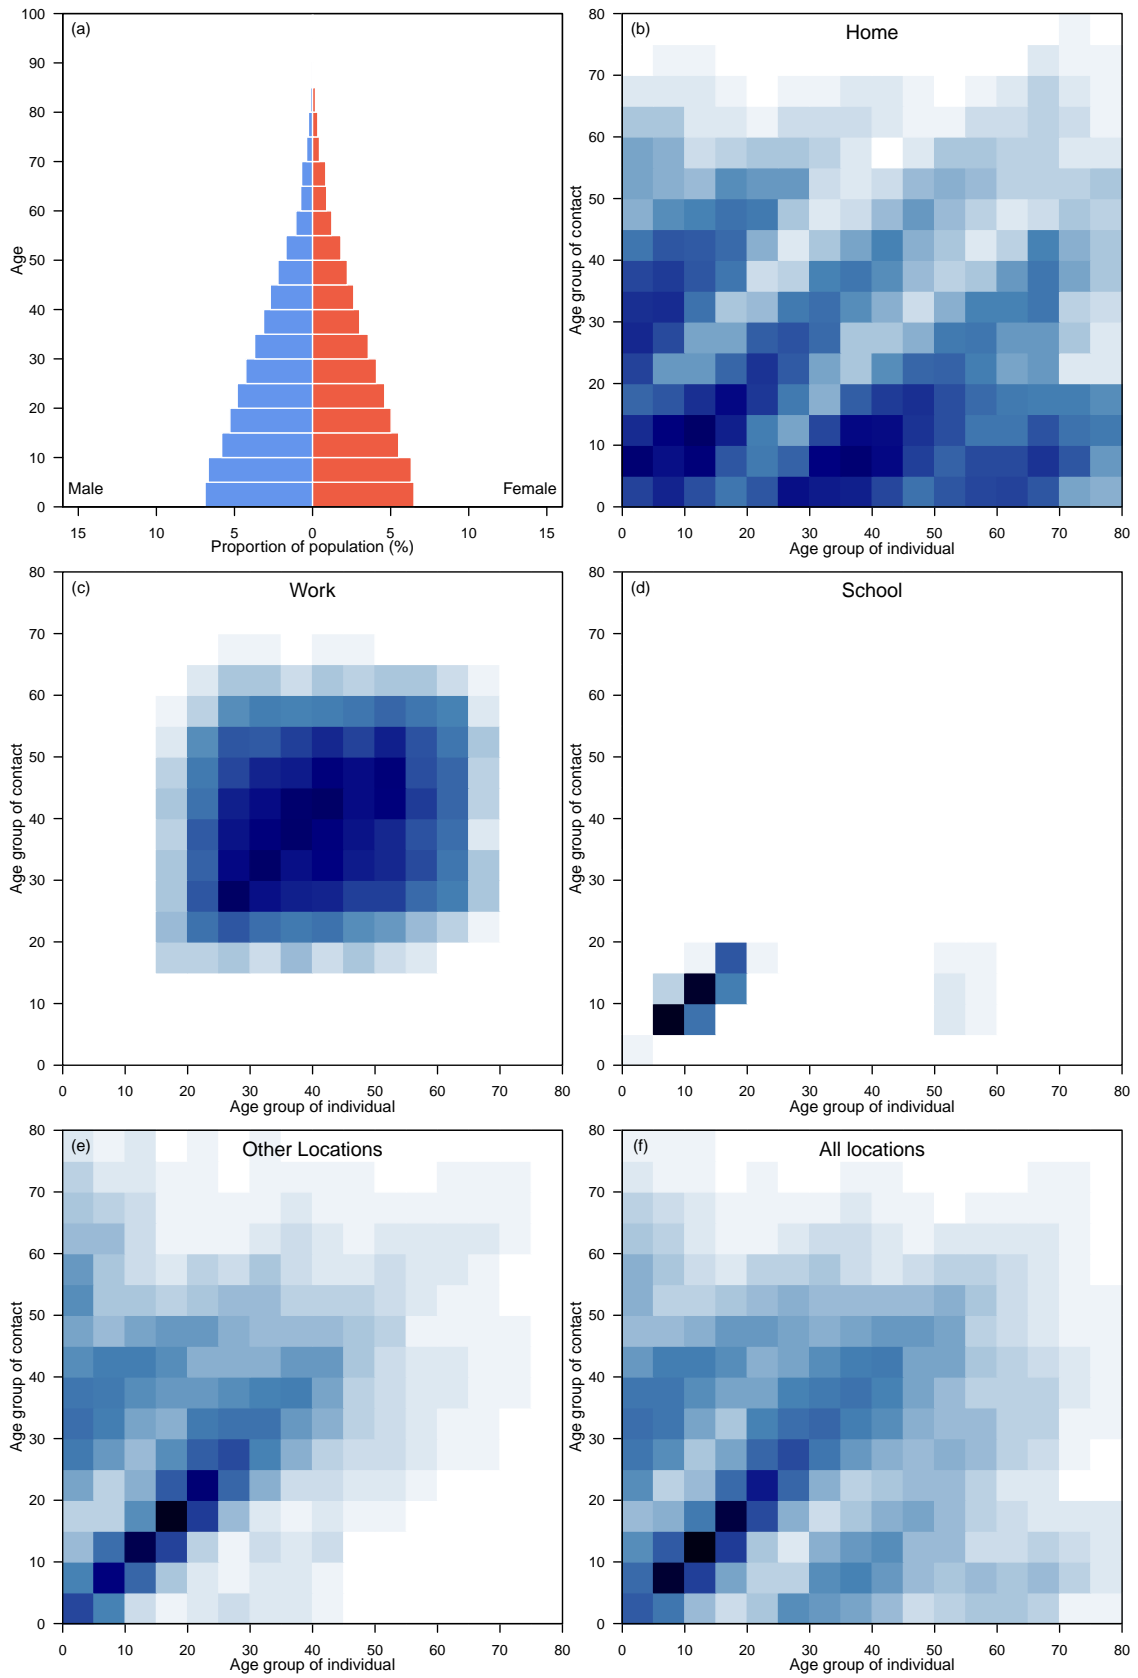 (a)
100
90
80
70
60
50
40
30
20
10
0
Age
Male
Female
15 10 5 0 5 10 15
Proportion of population (%)
(b)
Home
80
70
60
50
40
30
20
10
0
Age group of contact
0 10 20 30 40 50 60 70 80
Age group of individual
(c)
Work
80
70
60
50
40
30
20
10
0
Age group of contact
0 10 20 30 40 50 60 70 80
Age group of individual
(d)
School
80
70
60
50
40
30
20
10
0
Age group of contact
0 10 20 30 40 50 60 70 80
Age group of individual
(e)
Other Locations
80
70
60
50
40
30
20
10
0
Age group of contact
0 10 20 30 40 50 60 70 80
Age group of individual
(f)
All locations
80
70
60
50
40
30
20
10
0
Age group of contact
0 10 20 30 40 50 60 70 80
Age group of individual